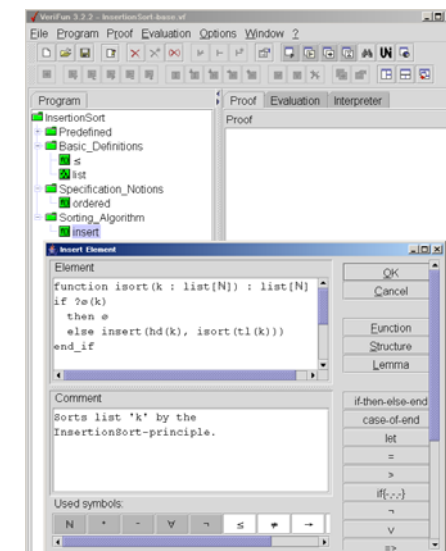 VeriFun 3.2.2 - InsertionSort-base.vf
File Program Proof Evaluation Options Window ?
Program
Proof Evaluation Interpreter
InsertionSort
Predefined
Basic_Definitions
≤
list
Specification_Notions
ordered
Sorting_Algorithm
insert
Proof
Insert Element
Element
function isort(k : list[ℕ]) : list[ℕ]
if ?ø(k)
then ø
else insert(hd(k), isort(tl(k)))
end_if
Comment
Sorts list 'k' by the
InsertionSort-principle.
Used symbols:
ℕ • - ∀ ¬ ≤ ≠ →
OK
Cancel
Function
Structure
Lemma
if-then-else-end
case-of-end
let
=
>
if{-,-,-}
¬
∨
=>